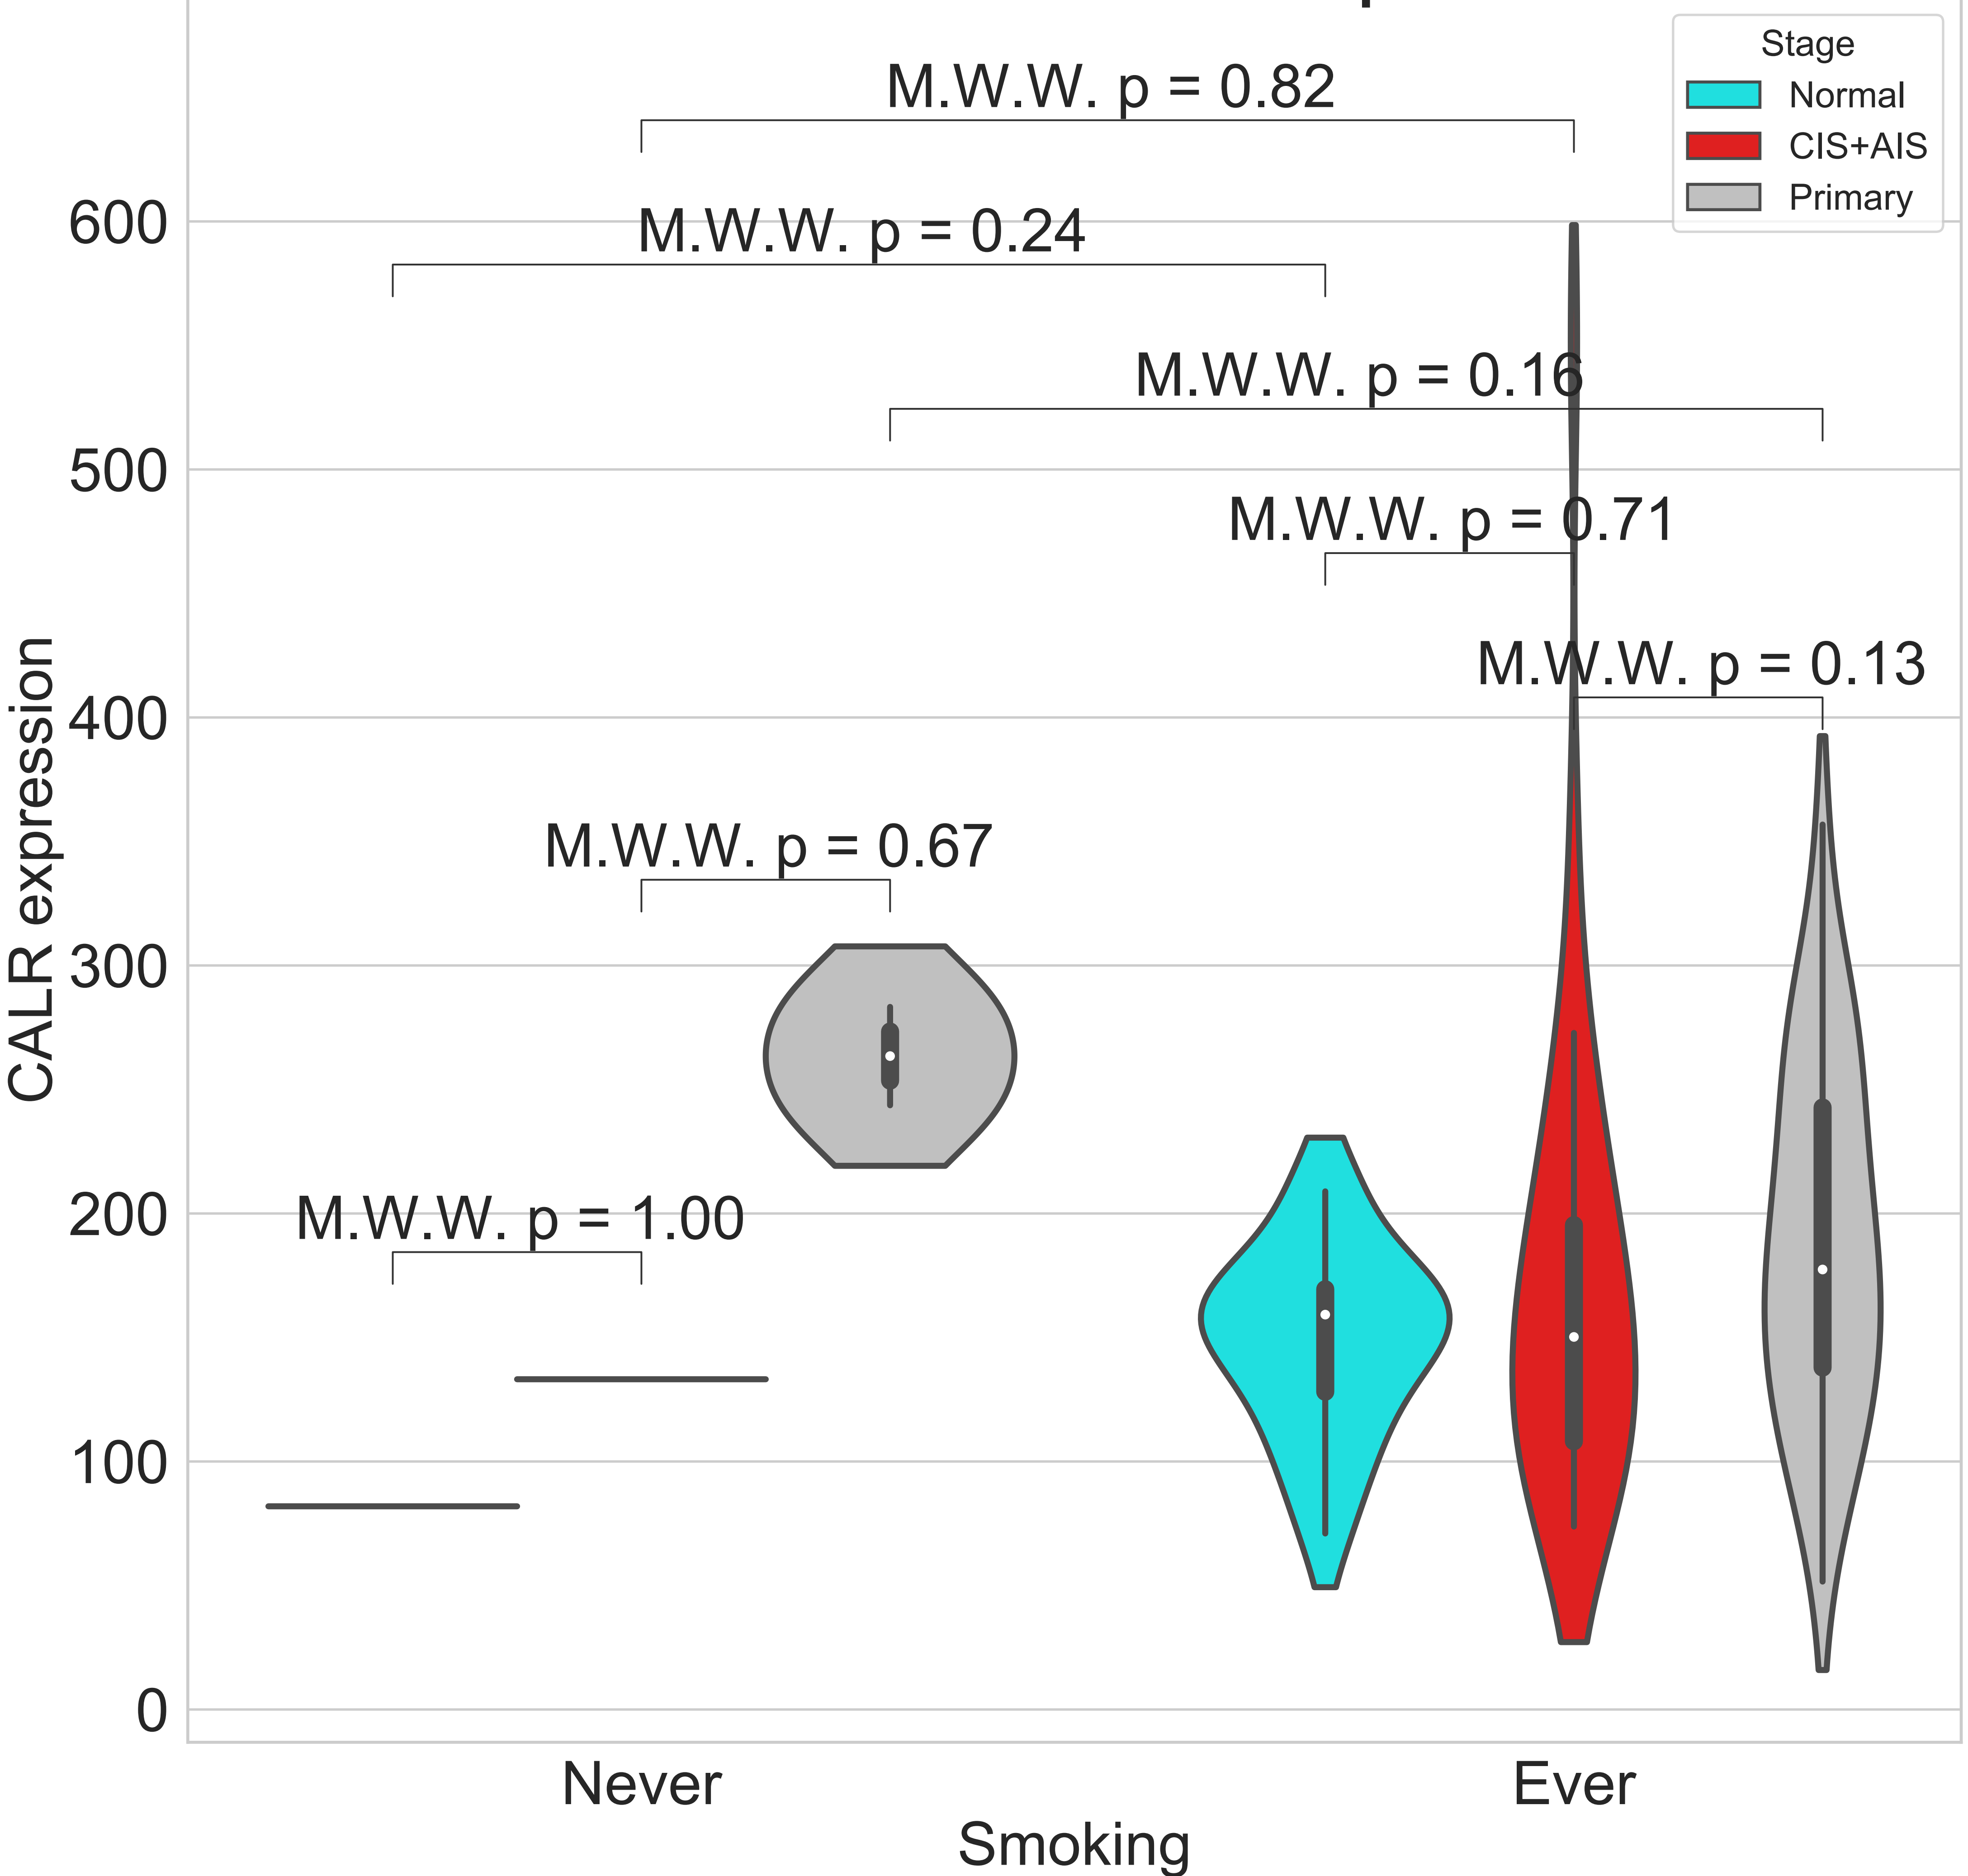 Stage
Normal
CIS+AIS
Primary
M.W.W. p = 0.82
M.W.W. p = 0.24
M.W.W. p = 0.16
M.W.W. p = 0.71
M.W.W. p = 0.13
M.W.W. p = 0.67
M.W.W. p = 1.00
600
500
400
300
200
100
0
CALR expression
Never
Ever
Smoking